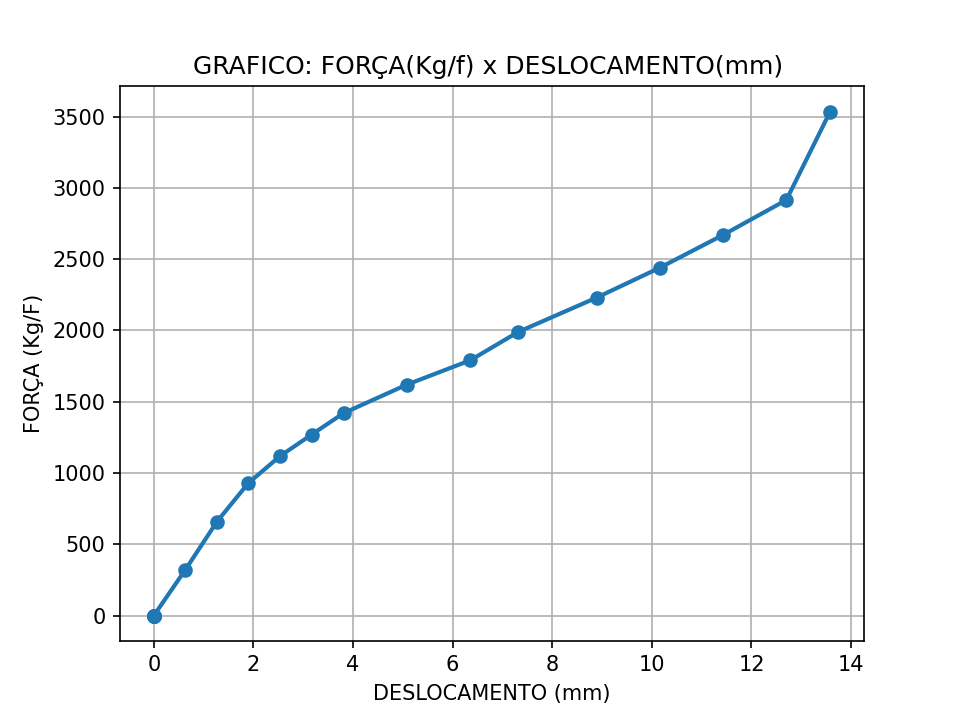 GRAFICO: FORÇA(Kg/f) x DESLOCAMENTO(mm)
3500
3000
2500
2000
1500
1000
500
0
FORÇA (Kg/F)
0 2 4 6 8 10 12 14
DESLOCAMENTO (mm)